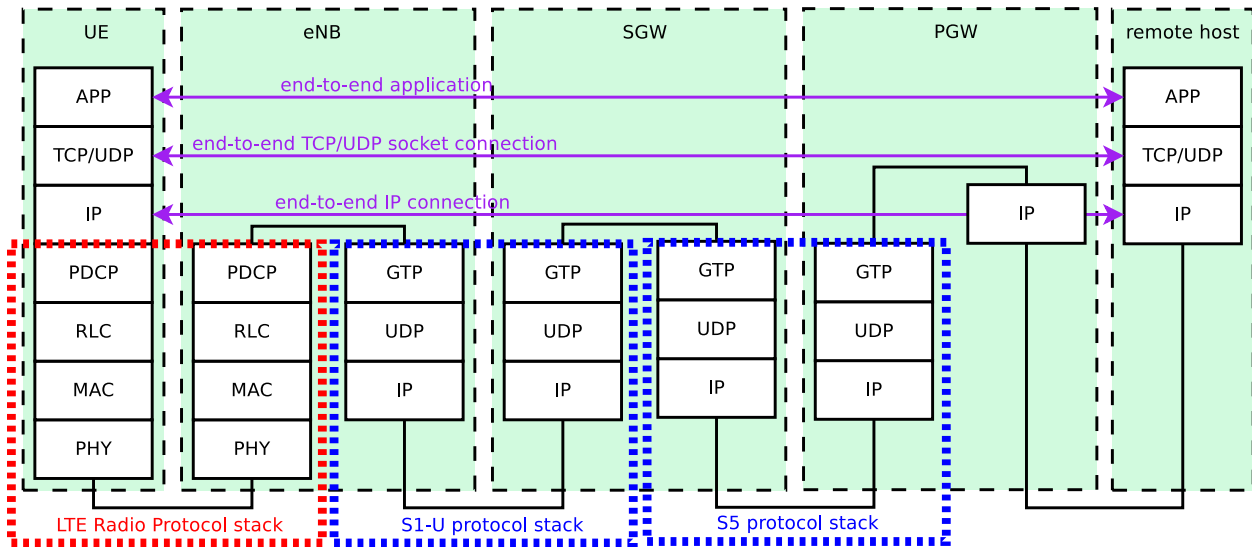 UE
eNB
SGW
PGW
remote host
APP
end-to-end application
APP
TCP/UDP
end-to-end TCP/UDP socket connection
TCP/UDP
IP
end-to-end IP connection
IP
IP
PDCP
PDCP
GTP
GTP
GTP
GTP
RLC
RLC
UDP
UDP
UDP
UDP
MAC
MAC
IP
IP
IP
IP
PHY
PHY
LTE Radio Protocol stack
S1-U protocol stack
S5 protocol stack